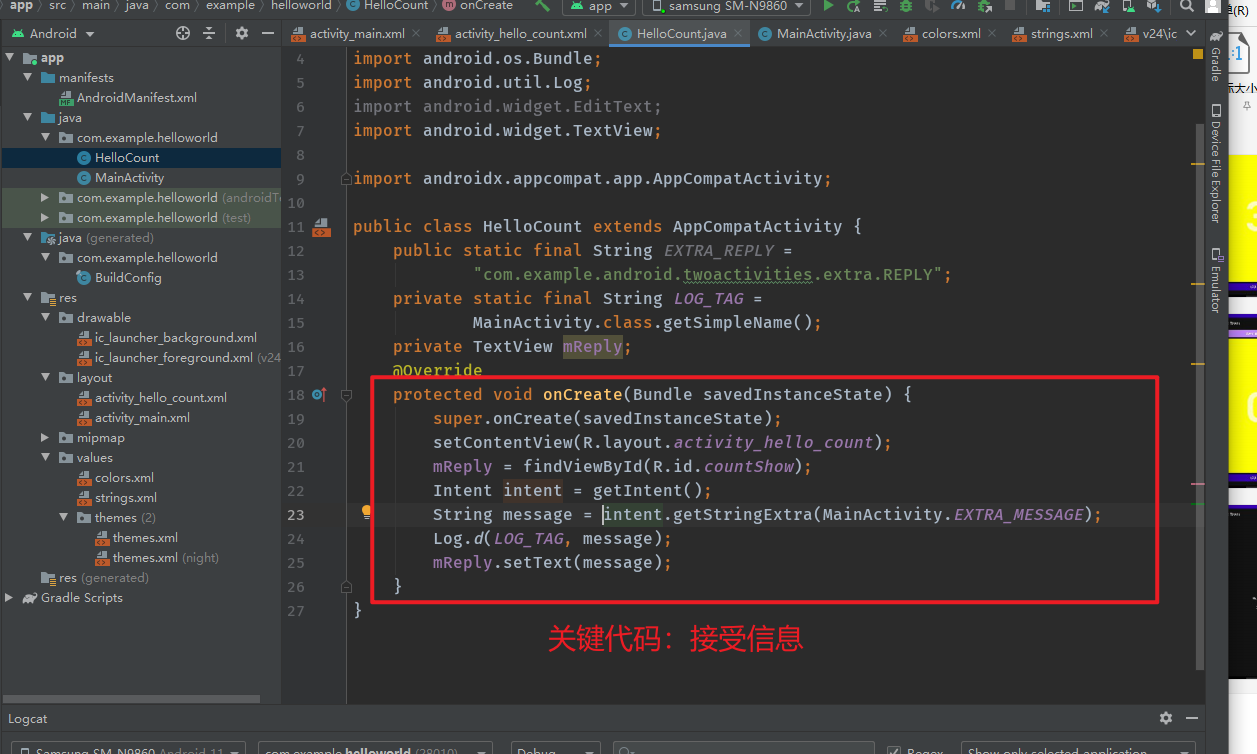 app src main java com example helloworld HelloCount onCreate app samsung SM-N9860
Android
activity_main.xml activity_hello_count.xml HelloCount.java MainActivity.java colors.xml strings.xml v24\ic
app
manifests
AndroidManifest.xml
java
com.example.helloworld
HelloCount
MainActivity
com.example.helloworld (androidT
com.example.helloworld (test)
java (generated)
com.example.helloworld
BuildConfig
res
drawable
ic_launcher_background.xml
ic_launcher_foreground.xml (v24
layout
activity_hello_count.xml
activity_main.xml
mipmap
values
colors.xml
strings.xml
themes (2)
themes.xml
themes.xml (night)
res (generated)
Gradle Scripts
4 import android.os.Bundle;
5 import android.util.Log;
6 import android.widget.EditText;
7 import android.widget.TextView;
8
9 import androidx.appcompat.app.AppCompatActivity;
10
11 public class HelloCount extends AppCompatActivity {
12 public static final String EXTRA_REPLY =
13 "com.example.android.twoactivities.extra.REPLY";
14 private static final String LOG_TAG =
15 MainActivity.class.getSimpleName();
16 private TextView mReply;
17 @Override
18 protected void onCreate(Bundle savedInstanceState) {
19 super.onCreate(savedInstanceState);
20 setContentView(R.layout.activity_hello_count);
21 mReply = findViewById(R.id.countShow);
22 Intent intent = getIntent();
23 String message = intent.getStringExtra(MainActivity.EXTRA_MESSAGE);
24 Log.d(LOG_TAG, message);
25 mReply.setText(message);
26 }
27 }
关键代码：接受信息
Gradle
Device File Explorer
Emulator
Logcat
Samsung SM-N9860 Android 11 com.example.helloworld (28010) Debug Regex Show only selected application